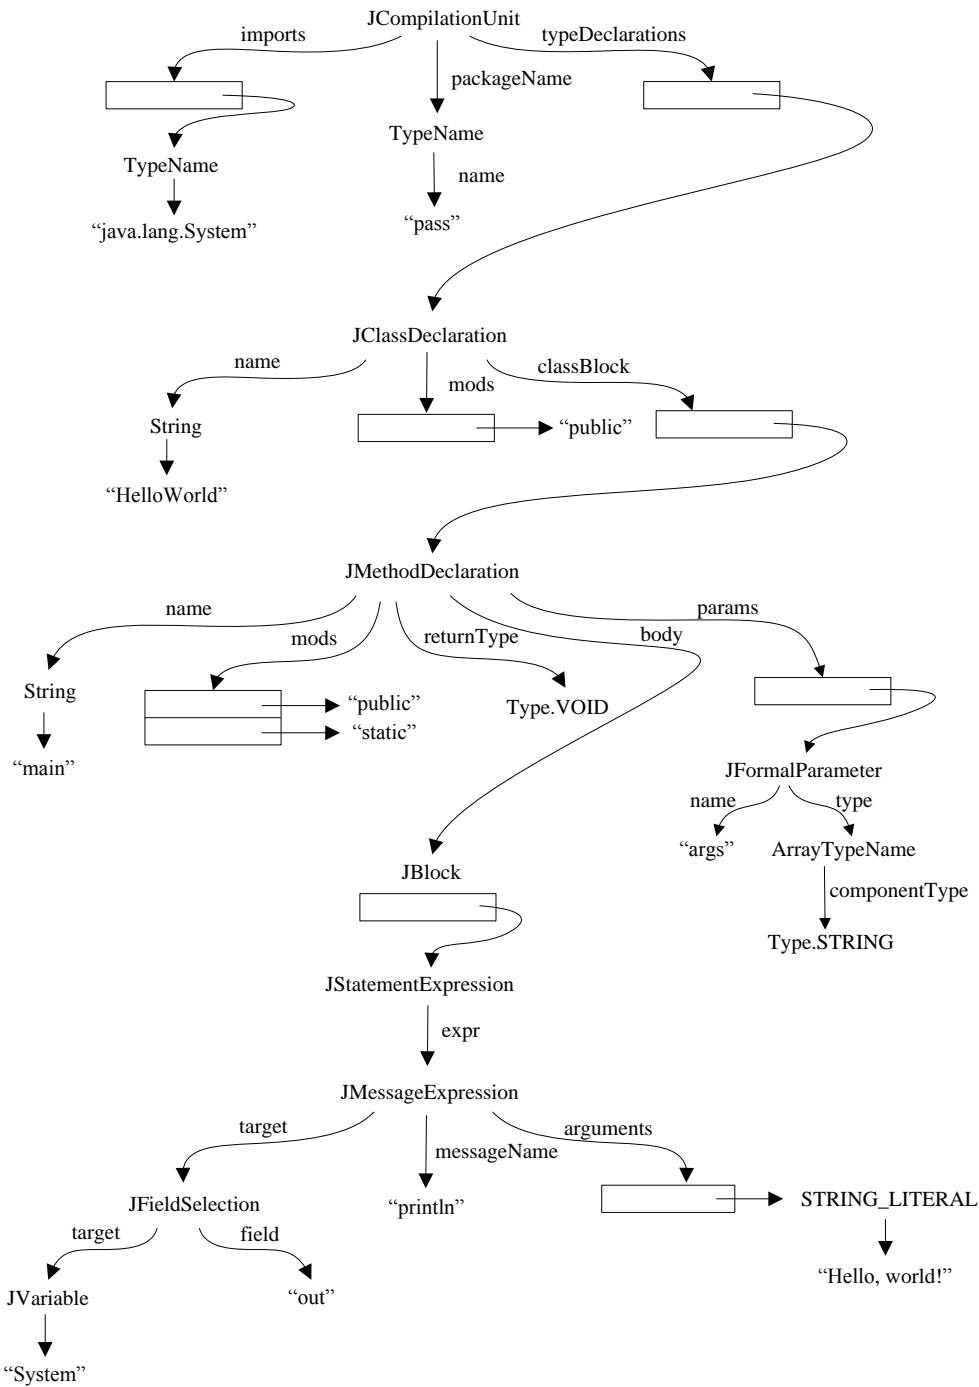 JCompilationUnit
imports
typeDeclarations
packageName
TypeName
TypeName
name
“java.lang.System”
“pass”
JClassDeclaration
name
classBlock
mods
String
“public”
“HelloWorld”
JMethodDeclaration
name
params
mods
returnType
body
String
“public”
Type.VOID
“static”
“main”
JFormalParameter
name
type
“args”
ArrayTypeName
JBlock
componentType
Type.STRING
JStatementExpression
expr
JMessageExpression
target
arguments
messageName
JFieldSelection
“println”
STRING_LITERAL
target
field
“Hello, world!”
JVariable
“out”
“System”